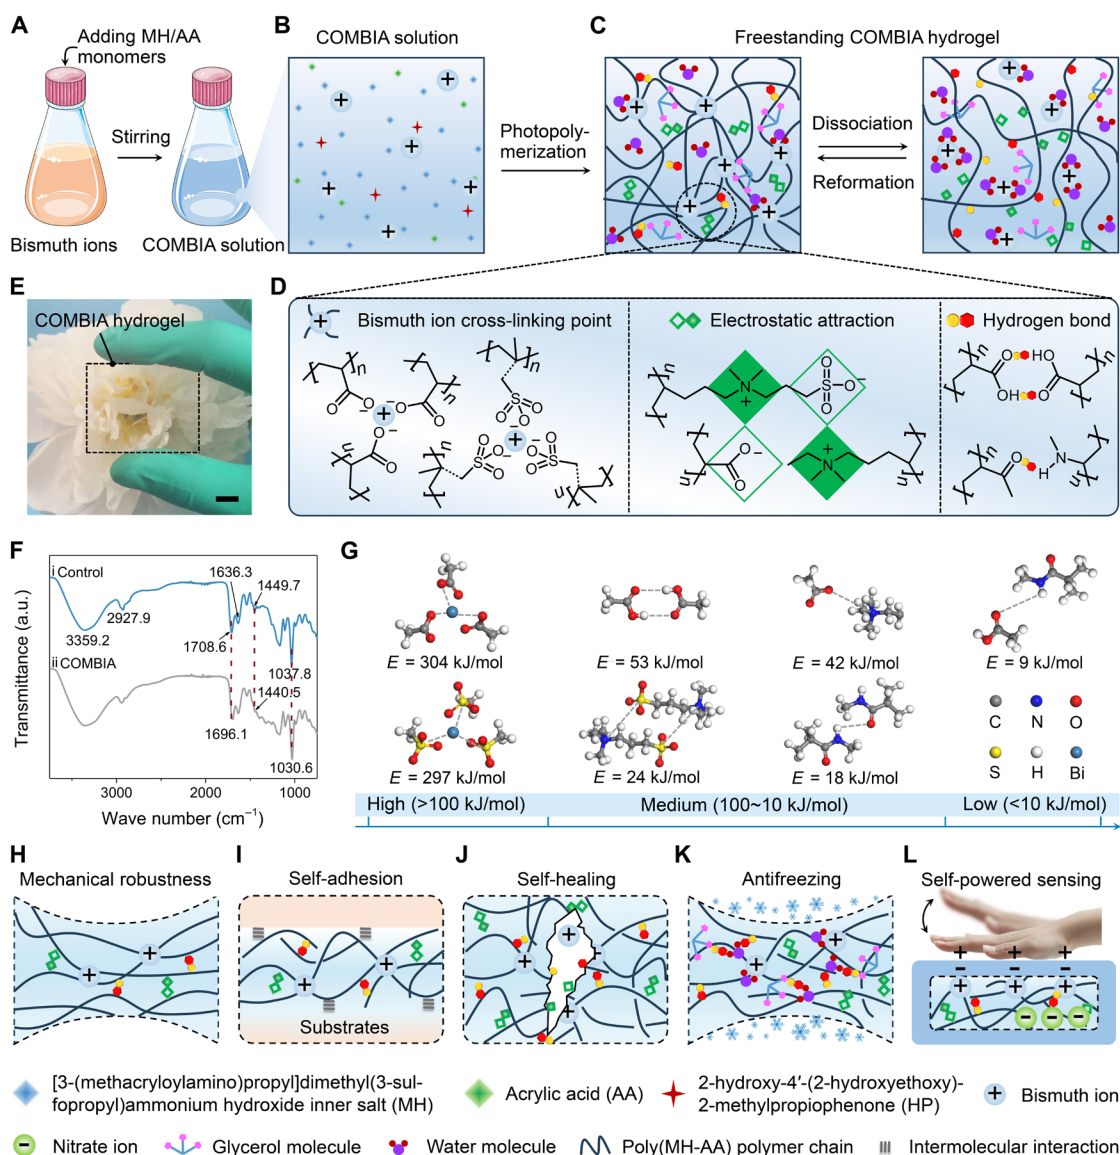 A
Adding MH/AA
monomers
Stirring
Bismuth ions
COMBIA solution
B
COMBIA solution
Photopoly-
merization
C
Freestanding COMBIA hydrogel
Dissociation
Reformation
E
COMBIA hydrogel
D
Bismuth ion cross-linking point
Electrostatic attraction
Hydrogen bond
F
i Control
1636.3
1449.7
2927.9
3359.2
1708.6
ii COMBIA
1037.8
1440.5
1696.1
1030.6
Transmittance (a.u.)
3000
2000
1000
Wave number (cm⁻¹)
G
E = 304 kJ/mol
E = 53 kJ/mol
E = 42 kJ/mol
E = 9 kJ/mol
E = 297 kJ/mol
E = 24 kJ/mol
E = 18 kJ/mol
C
N
O
S
H
Bi
High (>100 kJ/mol)
Medium (100~10 kJ/mol)
Low (<10 kJ/mol)
H
Mechanical robustness
I
Self-adhesion
Substrates
J
Self-healing
K
Antifreezing
L
Self-powered sensing
[3-(methacryloylamino)propyl]dimethyl(3-sul-
fopropyl)ammonium hydroxide inner salt (MH)
Acrylic acid (AA)
2-hydroxy-4′-(2-hydroxyethoxy)-
2-methylpropiophenone (HP)
Bismuth ion
Nitrate ion
Glycerol molecule
Water molecule
Poly(MH-AA) polymer chain
Intermolecular interaction